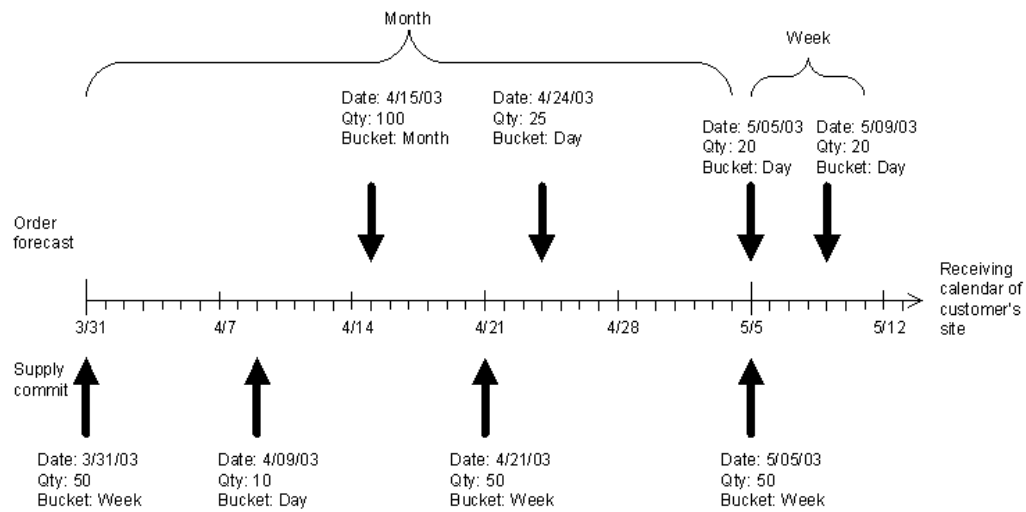 Month
Week
Date: 4/15/03
Qty: 100
Bucket: Month
Date: 4/24/03
Qty: 25
Bucket: Day
Date: 5/05/03
Qty: 20
Bucket: Day
Date: 5/09/03
Qty: 20
Bucket: Day
Order
forecast
Receiving
calendar of
customer's
site
3/31
4/7
4/14
4/21
4/28
5/5
5/12
Supply
commit
Date: 3/31/03
Qty: 50
Bucket: Week
Date: 4/09/03
Qty: 10
Bucket: Day
Date: 4/21/03
Qty: 50
Bucket: Week
Date: 5/05/03
Qty: 50
Bucket: Week